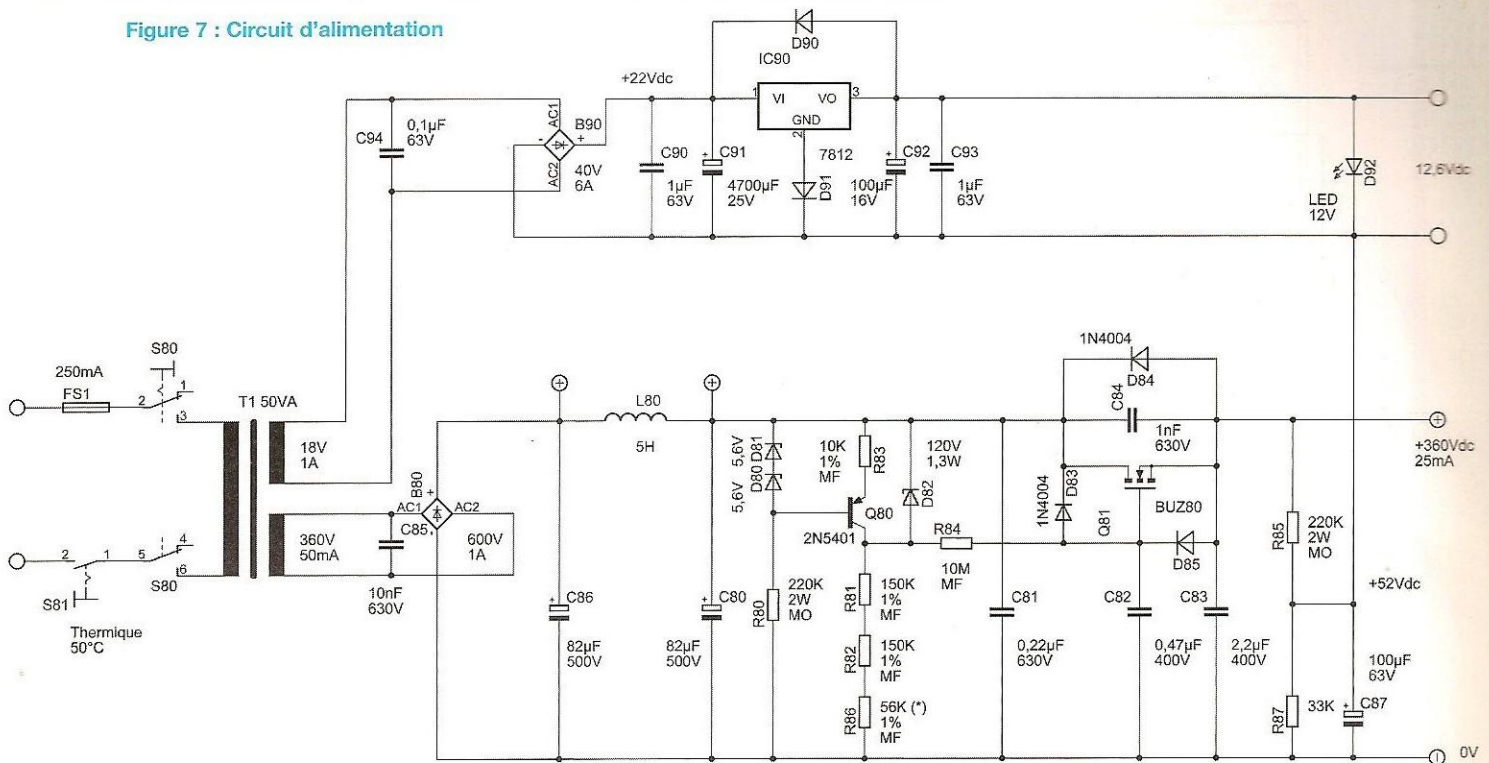 Figure 7 : Circuit d'alimentation
D90
IC90
+22Vdc
1 VI VO 3
GND
2
7812
D91
C94
0,1µF
63V
AC1
- +
AC2
B90
40V
6A
C90
1µF
63V
+ C91
4700µF
25V
+ C92
100µF
16V
C93
1µF
63V
D92
LED
12V
12,6Vdc
250mA
FS1
S80
2 1
3
T1 50VA
18V
1A
360V
50mA
2 1 5 4
6
S81
S80
Thermique
50°C
B80
+
AC1 AC2
C85
600V
1A
10nF
630V
+ C86
82µF
500V
L80
5H
+ C80
82µF
500V
5,6V D81
5,6V D80
R80
220K
2W
MO
10K
1%
MF
R83
120V
1,3W
D82
Q80
2N5401
R84
10M
MF
R81
150K
1%
MF
R82
150K
1%
MF
R86
56K (*)
1%
MF
C81
0,22µF
630V
1N4004
D84
C84
1nF
630V
1N4004
D83
Q81
BUZ80
D85
C82
0,47µF
400V
C83
2,2µF
400V
R85
220K
2W
MO
+52Vdc
R87
33K
100µF
63V
+ C87
+
+360Vdc
25mA
0V